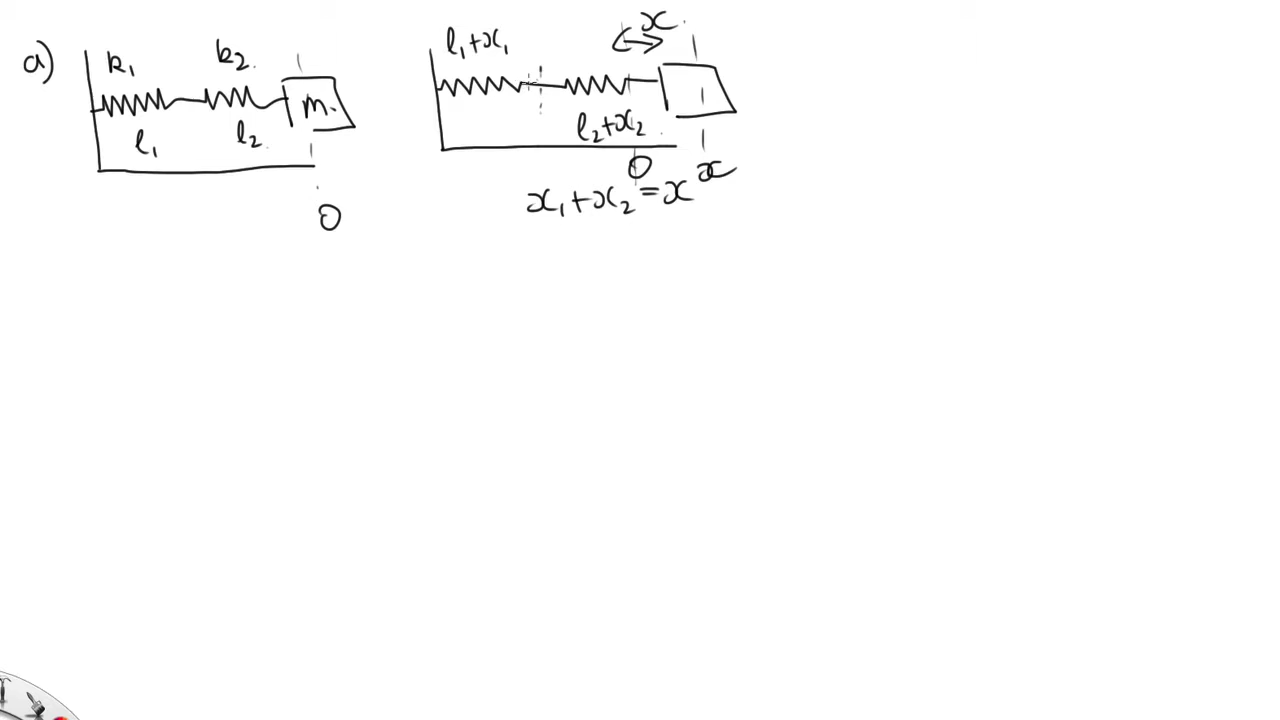 a)
k₁ k₂
m.
l₁ l₂
0
l₁+x₁
x
l₂+x₂
0 x
x₁+x₂=x